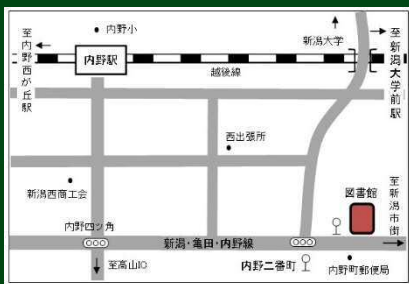 至内野西が丘駅
内野小
新潟大学
至新潟大学前駅
内野駅
越後線
西出張所
新潟西商工会
図書館
至新潟市街
内野四ツ角
新潟・亀田・内野線
至高山IC
内野二番町
内野町郵便局